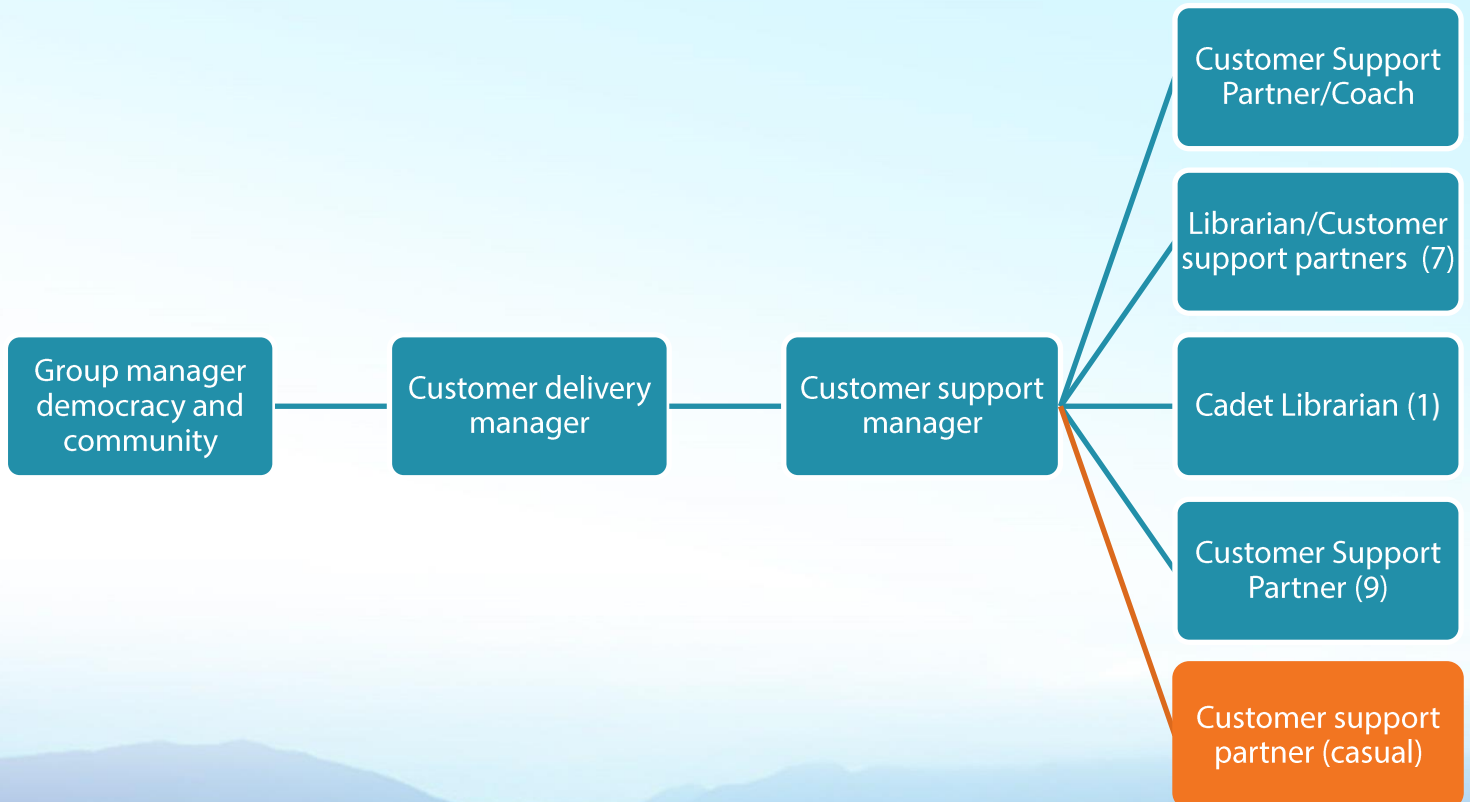 Customer Support
Partner/Coach
Librarian/Customer
support partners (7)
Group manager
democracy and
community
Customer delivery
manager
Customer support
manager
Cadet Librarian (1)
Customer Support
Partner (9)
Customer support
partner (casual)